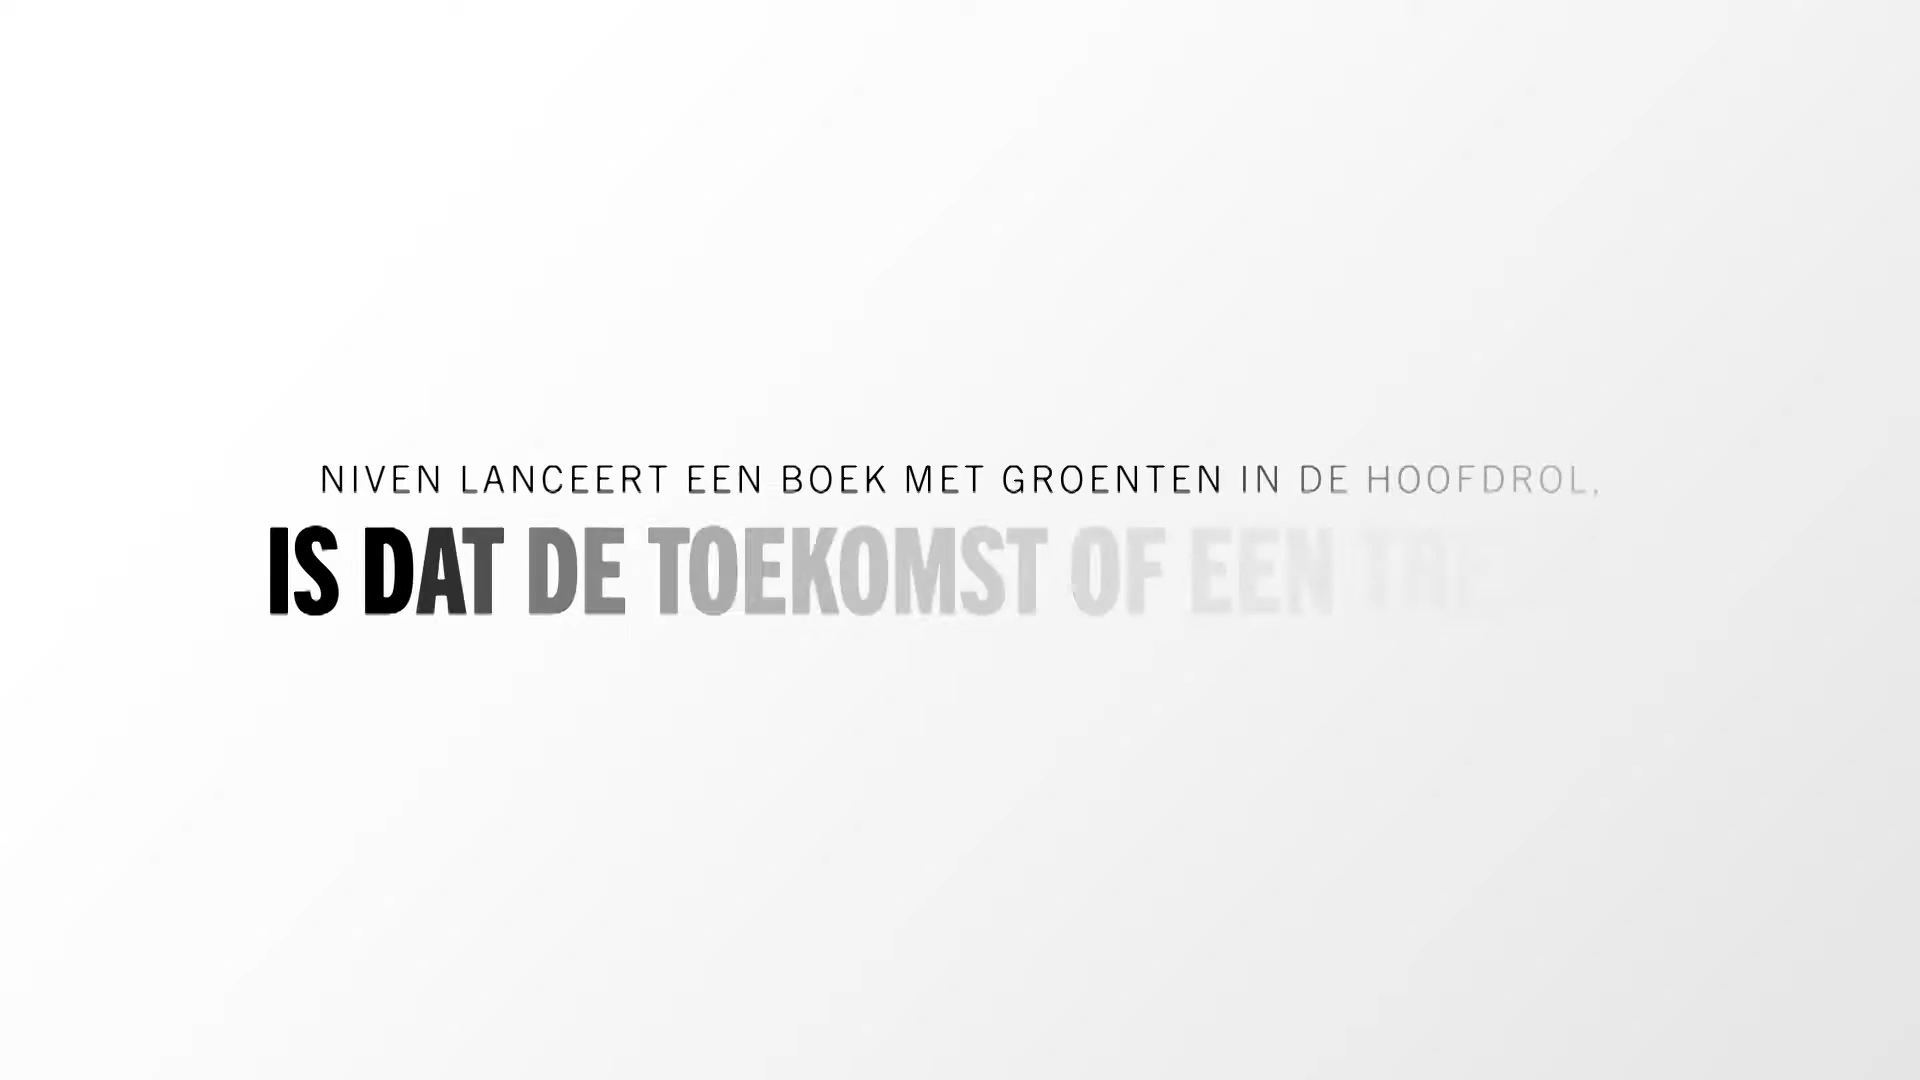 NIVEN LANCEERT EEN BOEK MET GROENTEN IN DE HOOFDROL,
IS DAT DE TOEKOMST OF EEN